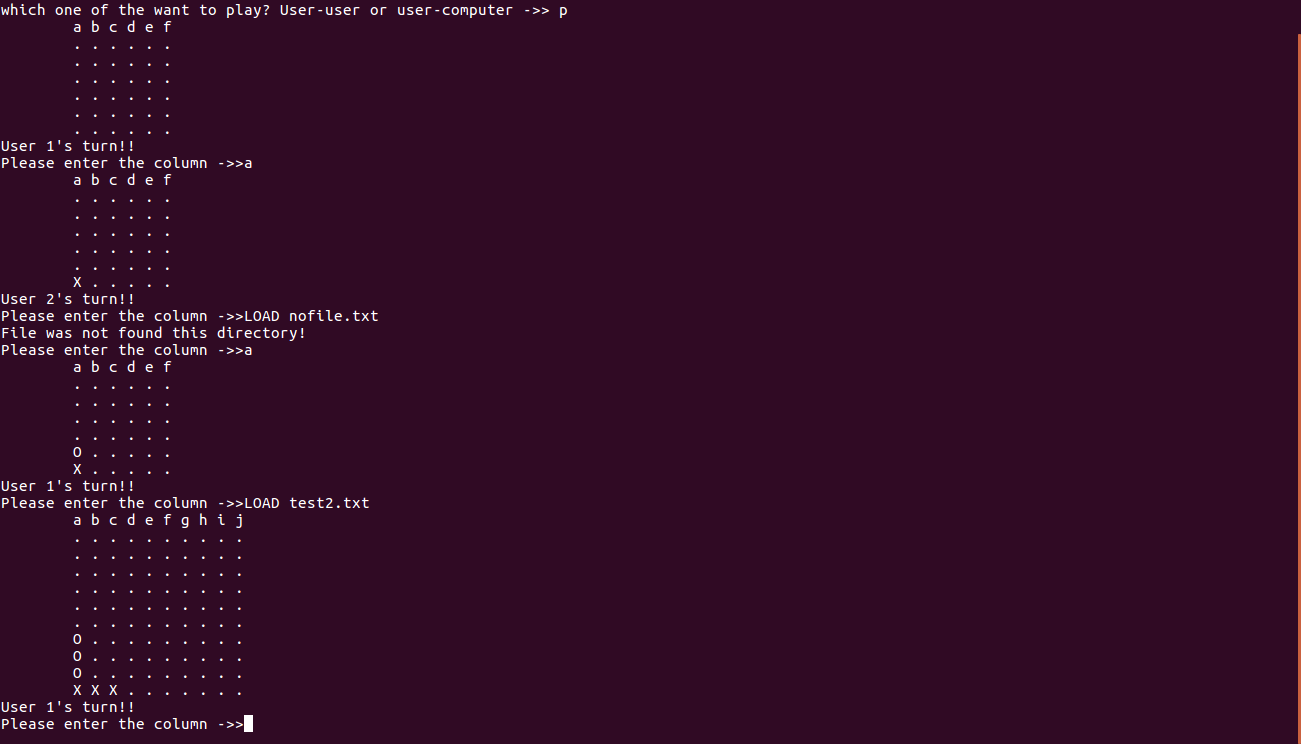 which one of the want to play? User-user or user-computer ->> p
        a b c d e f
        . . . . . .
        . . . . . .
        . . . . . .
        . . . . . .
        . . . . . .
        . . . . . .
User 1's turn!!
Please enter the column ->>a
        a b c d e f
        . . . . . .
        . . . . . .
        . . . . . .
        . . . . . .
        . . . . . .
        X . . . . .
User 2's turn!!
Please enter the column ->>LOAD nofile.txt
File was not found this directory!
Please enter the column ->>a
        a b c d e f
        . . . . . .
        . . . . . .
        . . . . . .
        . . . . . .
        O . . . . .
        X . . . . .
User 1's turn!!
Please enter the column ->>LOAD test2.txt
        a b c d e f g h i j
        . . . . . . . . . .
        . . . . . . . . . .
        . . . . . . . . . .
        . . . . . . . . . .
        . . . . . . . . . .
        . . . . . . . . . .
        O . . . . . . . . .
        O . . . . . . . . .
        O . . . . . . . . .
        X X X . . . . . . .
User 1's turn!!
Please enter the column ->>